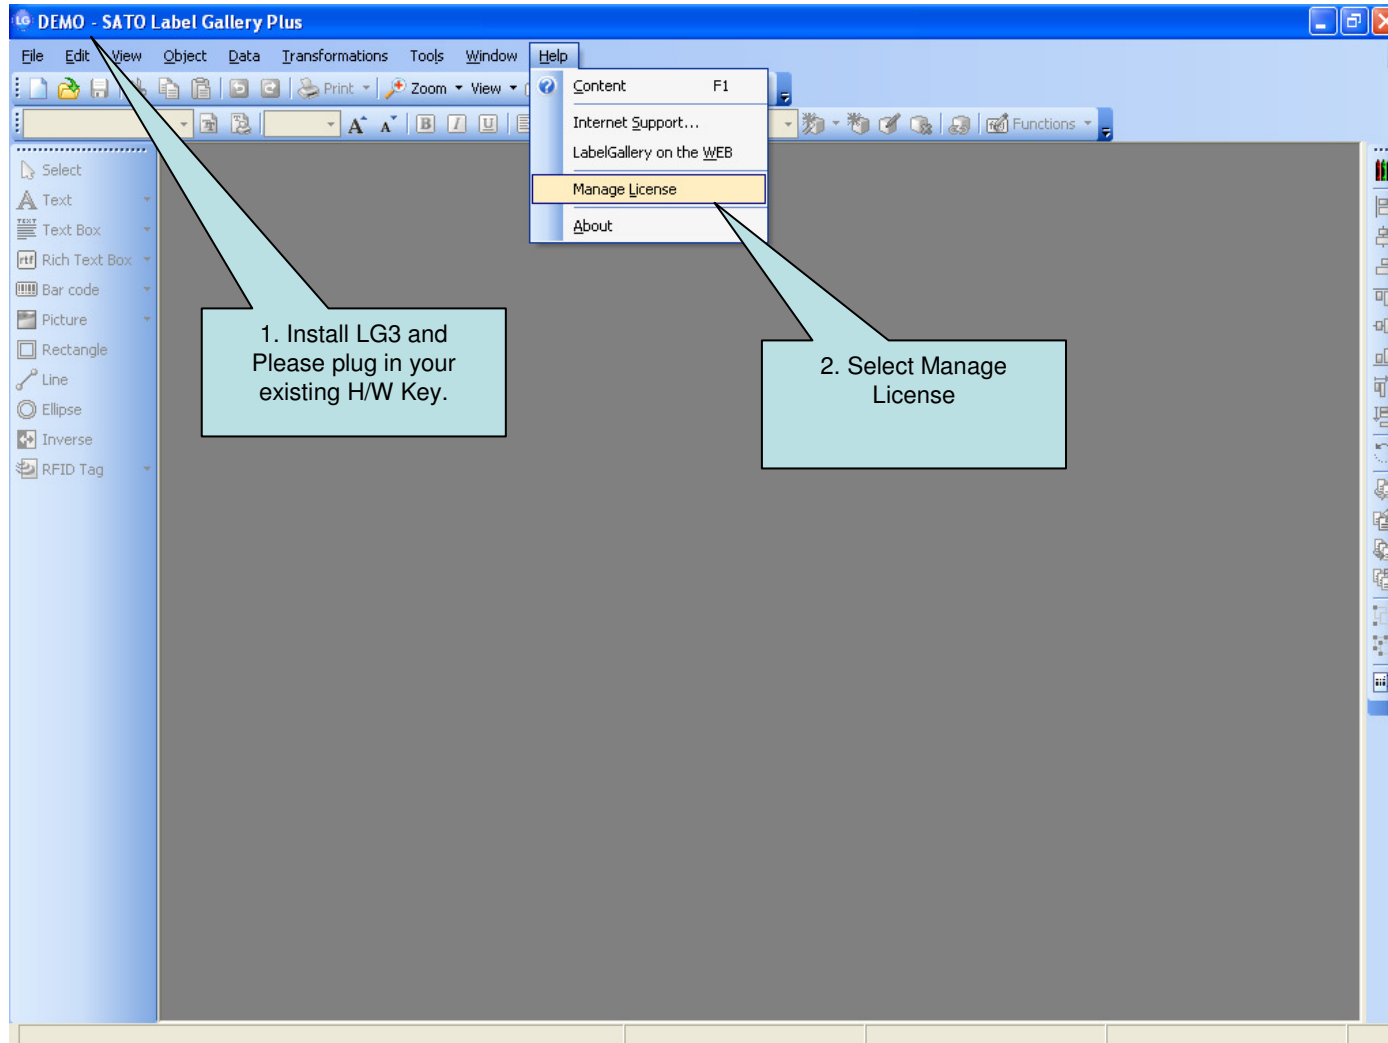 LG DEMO - SATO Label Gallery Plus
File Edit View Object Data Transformations Tools Window Help
Print Zoom View
Content F1
Internet Support...
LabelGallery on the WEB
Manage License
About
A A B I U Functions
Select
Text
Text Box
Rich Text Box
Bar code
Picture
Rectangle
Line
Ellipse
Inverse
RFID Tag
1. Install LG3 and
Please plug in your
existing H/W Key.
2. Select Manage
License